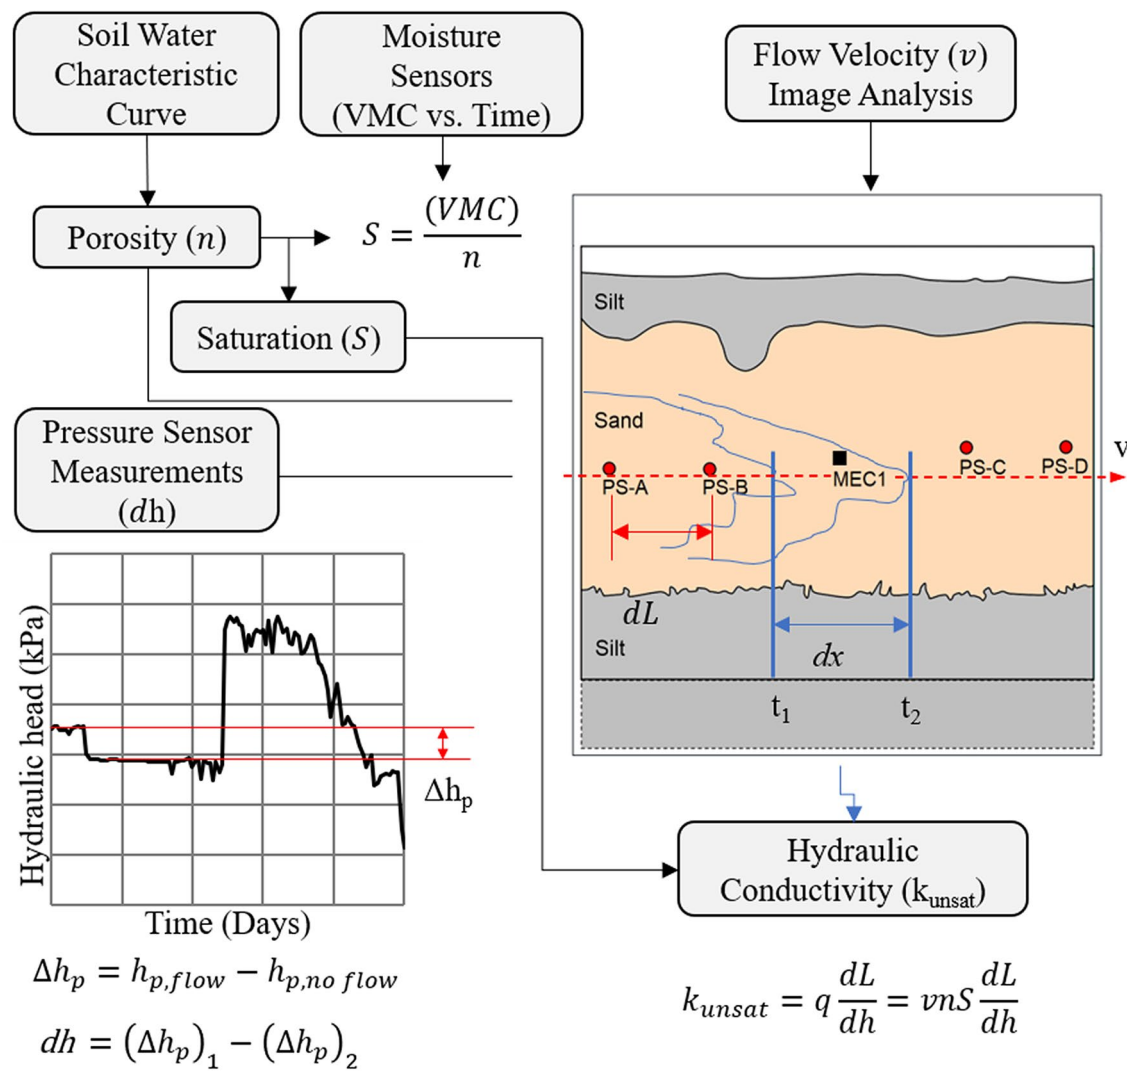 Soil Water
Characteristic
Curve
Moisture
Sensors
(VMC vs. Time)
Flow Velocity (v)
Image Analysis
Porosity (n)
S = (VMC)/n
Saturation (S)
Pressure Sensor
Measurements
(dh)
Silt
Sand
PS-A
PS-B
MEC1
PS-C
PS-D
v
dL
dx
Silt
t₁
t₂
Hydraulic head (kPa)
Δhₚ
Time (Days)
Δhₚ = hₚ,flow − hₚ,no flow
dh = (Δhₚ)₁ − (Δhₚ)₂
Hydraulic
Conductivity (kunsat)
kunsat = q dL/dh = vnS dL/dh